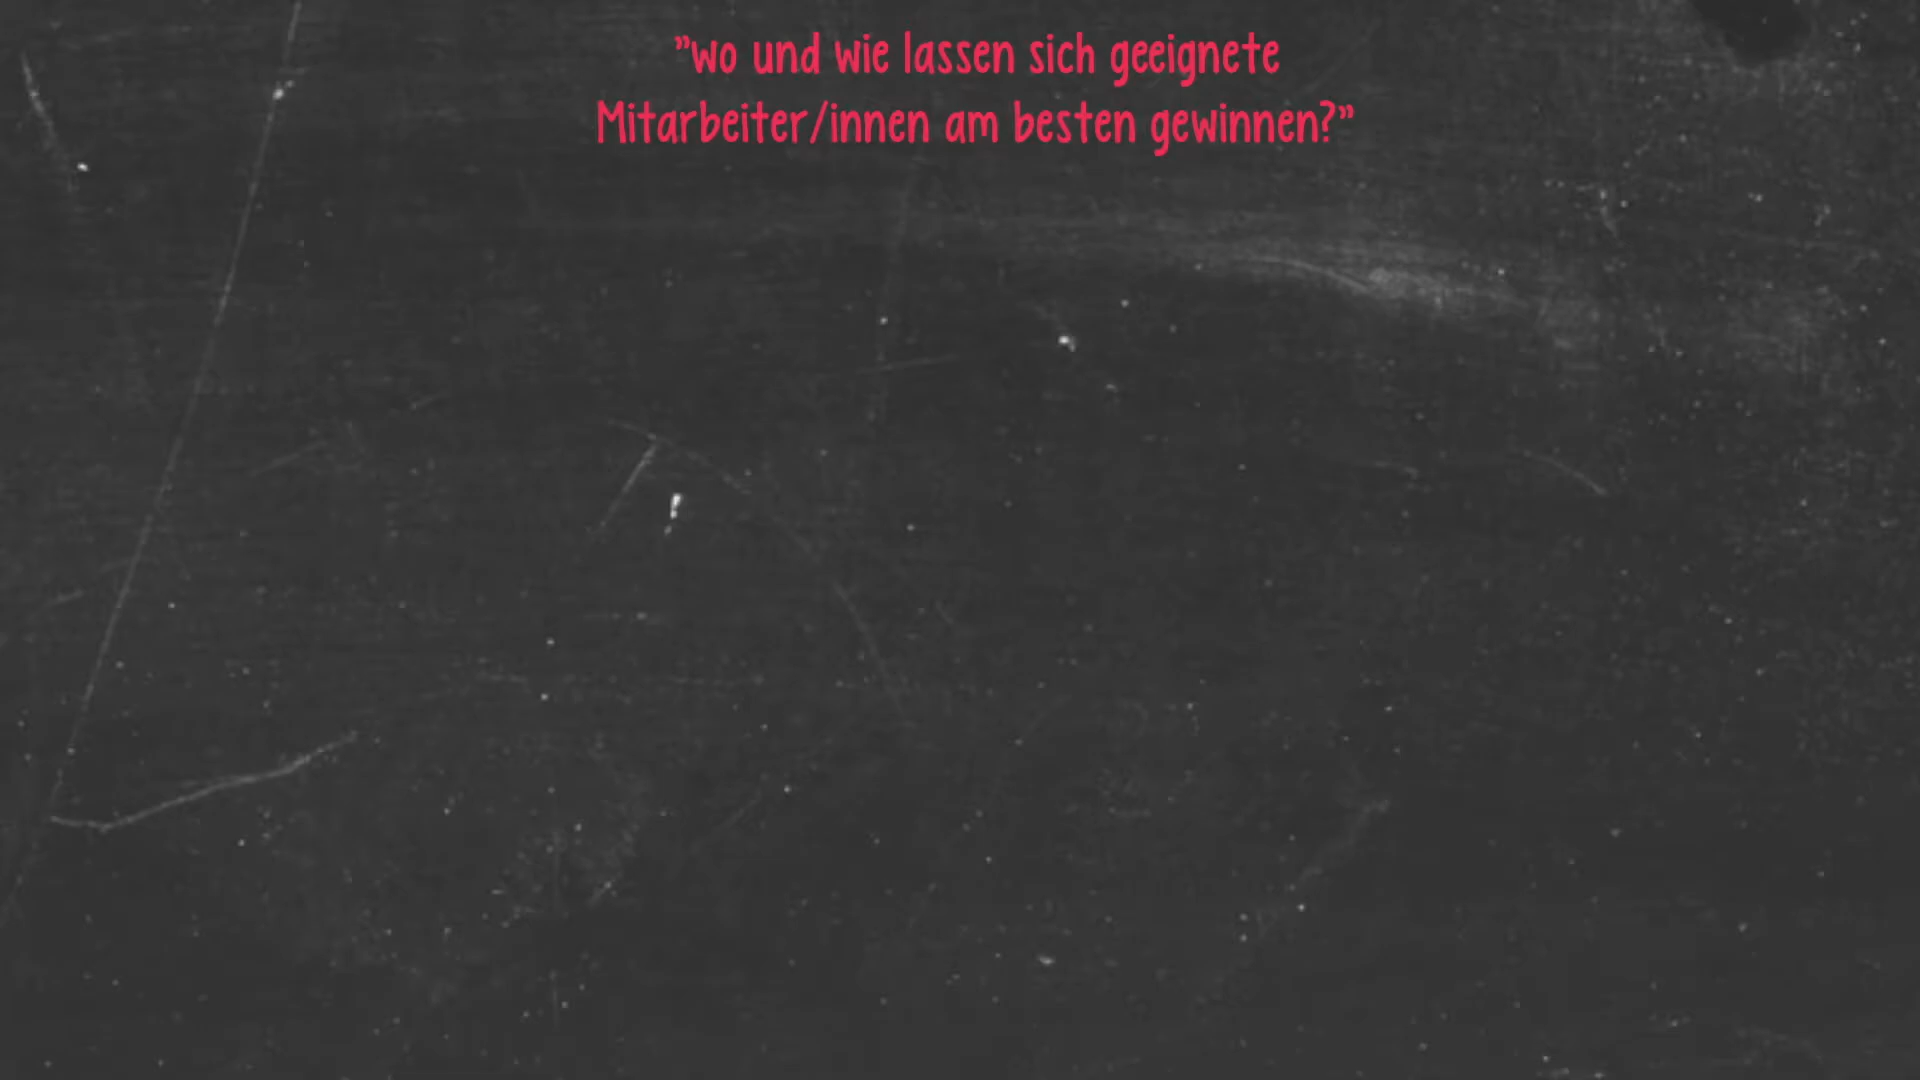 "wo und wie lassen sich geeignete
Mitarbeiter/innen am besten gewinnen?"